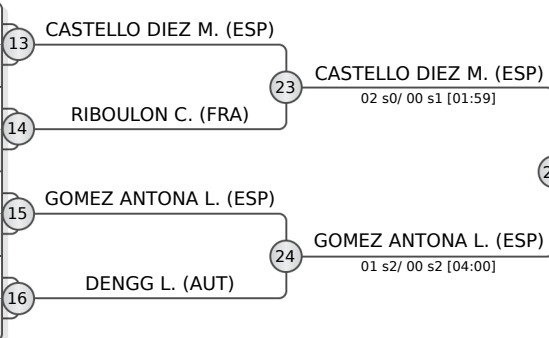 CASTELLO DIEZ M. (ESP)
13
23
CASTELLO DIEZ M. (ESP)
02 s0/ 00 s1 [01:59]
RIBOULON C. (FRA)
14
GOMEZ ANTONA L. (ESP)
15
24
GOMEZ ANTONA L. (ESP)
01 s2/ 00 s2 [04:00]
DENGG L. (AUT)
16